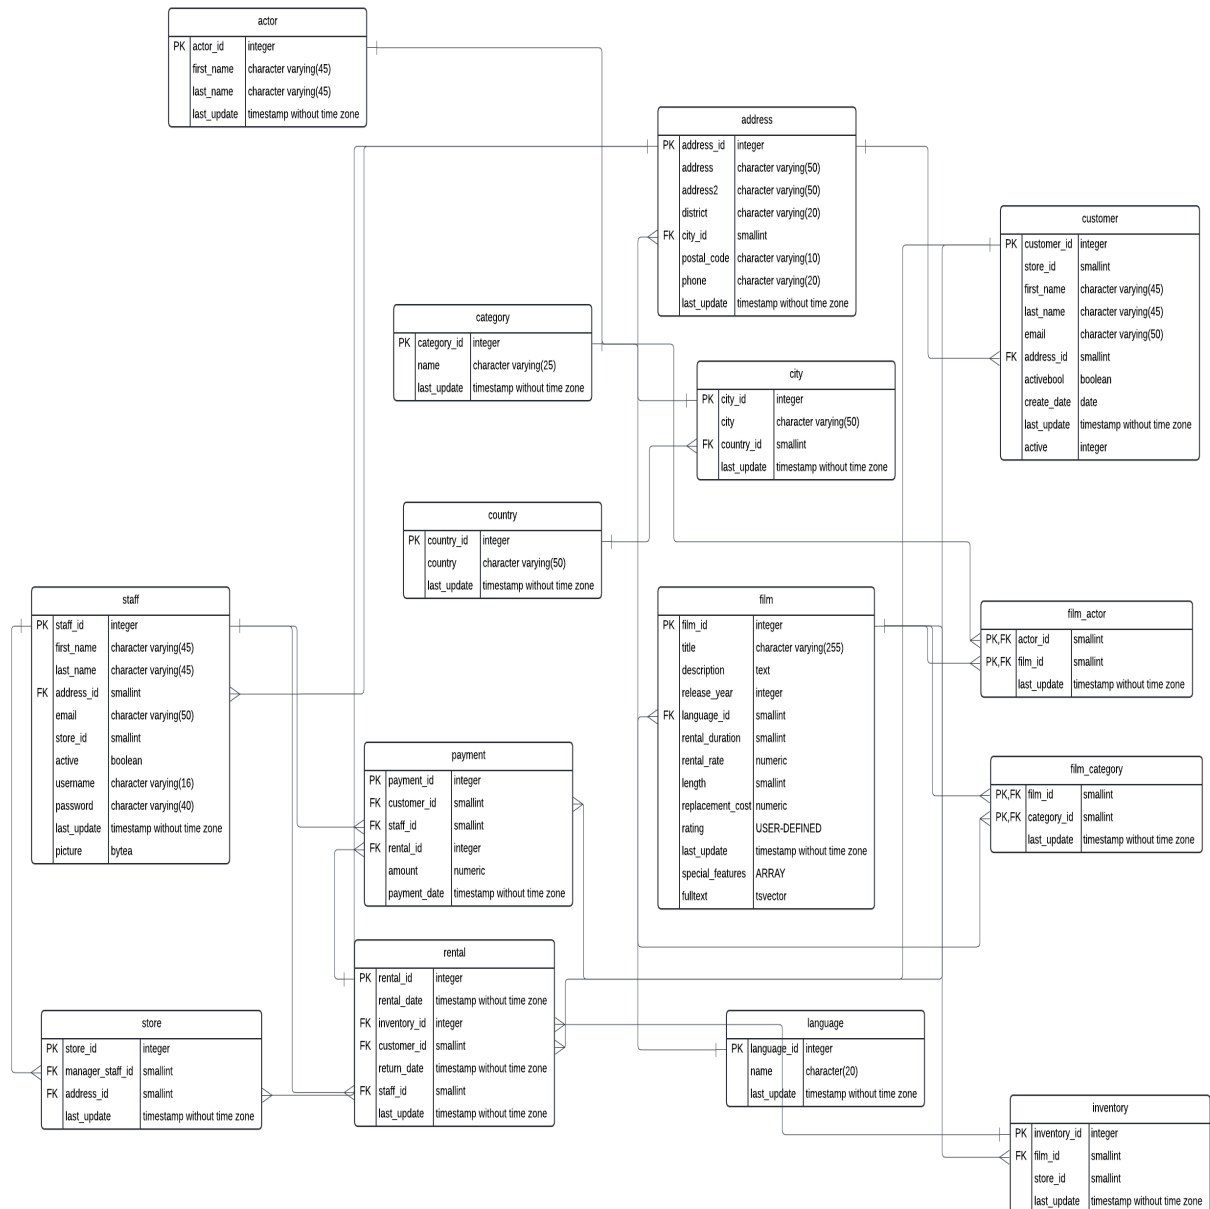 actor
PK actor_id integer
first_name character varying(45)
last_name character varying(45)
last_update timestamp without time zone
address
PK address_id integer
address character varying(50)
address2 character varying(50)
district character varying(20)
FK city_id smallint
postal_code character varying(10)
phone character varying(20)
last_update timestamp without time zone
customer
PK customer_id integer
store_id smallint
first_name character varying(45)
last_name character varying(45)
email character varying(50)
FK address_id smallint
activebool boolean
create_date date
last_update timestamp without time zone
active integer
category
PK category_id integer
name character varying(25)
last_update timestamp without time zone
city
PK city_id integer
city character varying(50)
FK country_id smallint
last_update timestamp without time zone
country
PK country_id integer
country character varying(50)
last_update timestamp without time zone
staff
PK staff_id integer
first_name character varying(45)
last_name character varying(45)
FK address_id smallint
email character varying(50)
store_id smallint
active boolean
username character varying(16)
password character varying(40)
last_update timestamp without time zone
picture bytea
film
PK film_id integer
title character varying(255)
description text
release_year integer
FK language_id smallint
rental_duration smallint
rental_rate numeric
length smallint
replacement_cost numeric
rating USER-DEFINED
last_update timestamp without time zone
special_features ARRAY
fulltext tsvector
film_actor
PK,FK actor_id smallint
PK,FK film_id smallint
last_update timestamp without time zone
payment
PK payment_id integer
FK customer_id smallint
FK staff_id smallint
FK rental_id integer
amount numeric
payment_date timestamp without time zone
film_category
PK,FK film_id smallint
PK,FK category_id smallint
last_update timestamp without time zone
rental
PK rental_id integer
rental_date timestamp without time zone
FK inventory_id integer
FK customer_id smallint
return_date timestamp without time zone
FK staff_id smallint
last_update timestamp without time zone
store
PK store_id integer
FK manager_staff_id smallint
FK address_id smallint
last_update timestamp without time zone
language
PK language_id integer
name character(20)
last_update timestamp without time zone
inventory
PK inventory_id integer
FK film_id smallint
store_id smallint
last_update timestamp without time zone